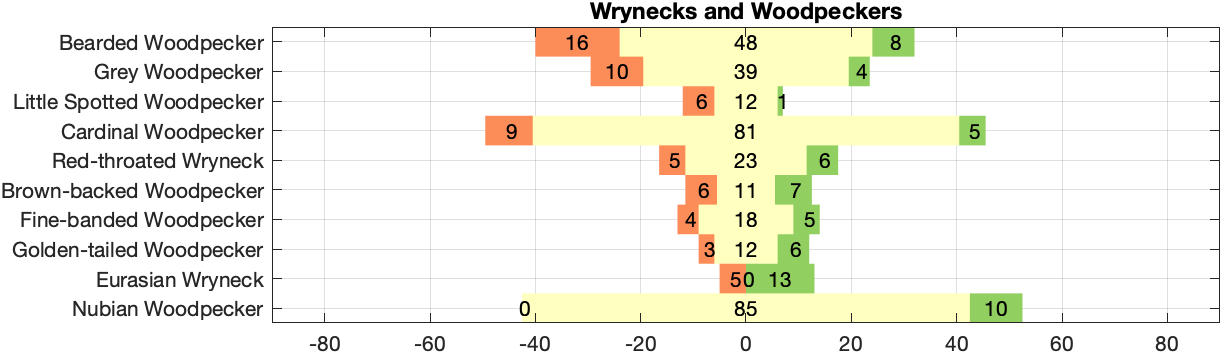 Wrynecks and Woodpeckers
Bearded Woodpecker 16 48 8
Grey Woodpecker 10 39 4
Little Spotted Woodpecker 6 12 1
Cardinal Woodpecker 9 81 5
Red-throated Wryneck 5 23 6
Brown-backed Woodpecker 6 11 7
Fine-banded Woodpecker 4 18 5
Golden-tailed Woodpecker 3 12 6
Eurasian Wryneck 5 0 13
Nubian Woodpecker 0 85 10
-80 -60 -40 -20 0 20 40 60 80